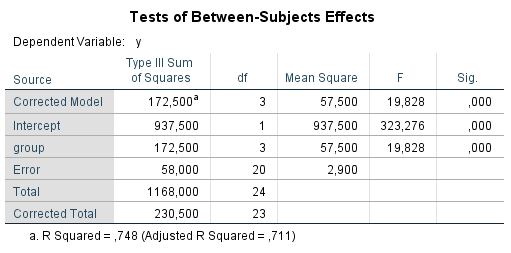 Tests of Between-Subjects Effects
Dependent Variable: y
Source Type III Sum of Squares df Mean Square F Sig.
Corrected Model 172,500a 3 57,500 19,828 ,000
Intercept 937,500 1 937,500 323,276 ,000
group 172,500 3 57,500 19,828 ,000
Error 58,000 20 2,900
Total 1168,000 24
Corrected Total 230,500 23
a. R Squared = ,748 (Adjusted R Squared = ,711)